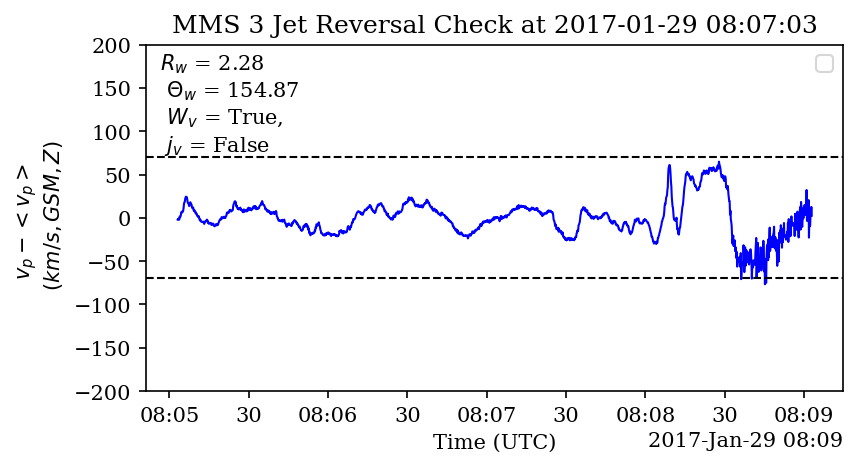 MMS 3 Jet Reversal Check at 2017-01-29 08:07:03
200
150
100
50
0
−50
−100
−150
−200
v_p − < v_p >
(km/s, GSM, Z)
R_w = 2.28
Θ_w = 154.87
W_v = True,
j_v = False
08:05 30 08:06 30 08:07 30 08:08 30 08:09
Time (UTC)
2017-Jan-29 08:09